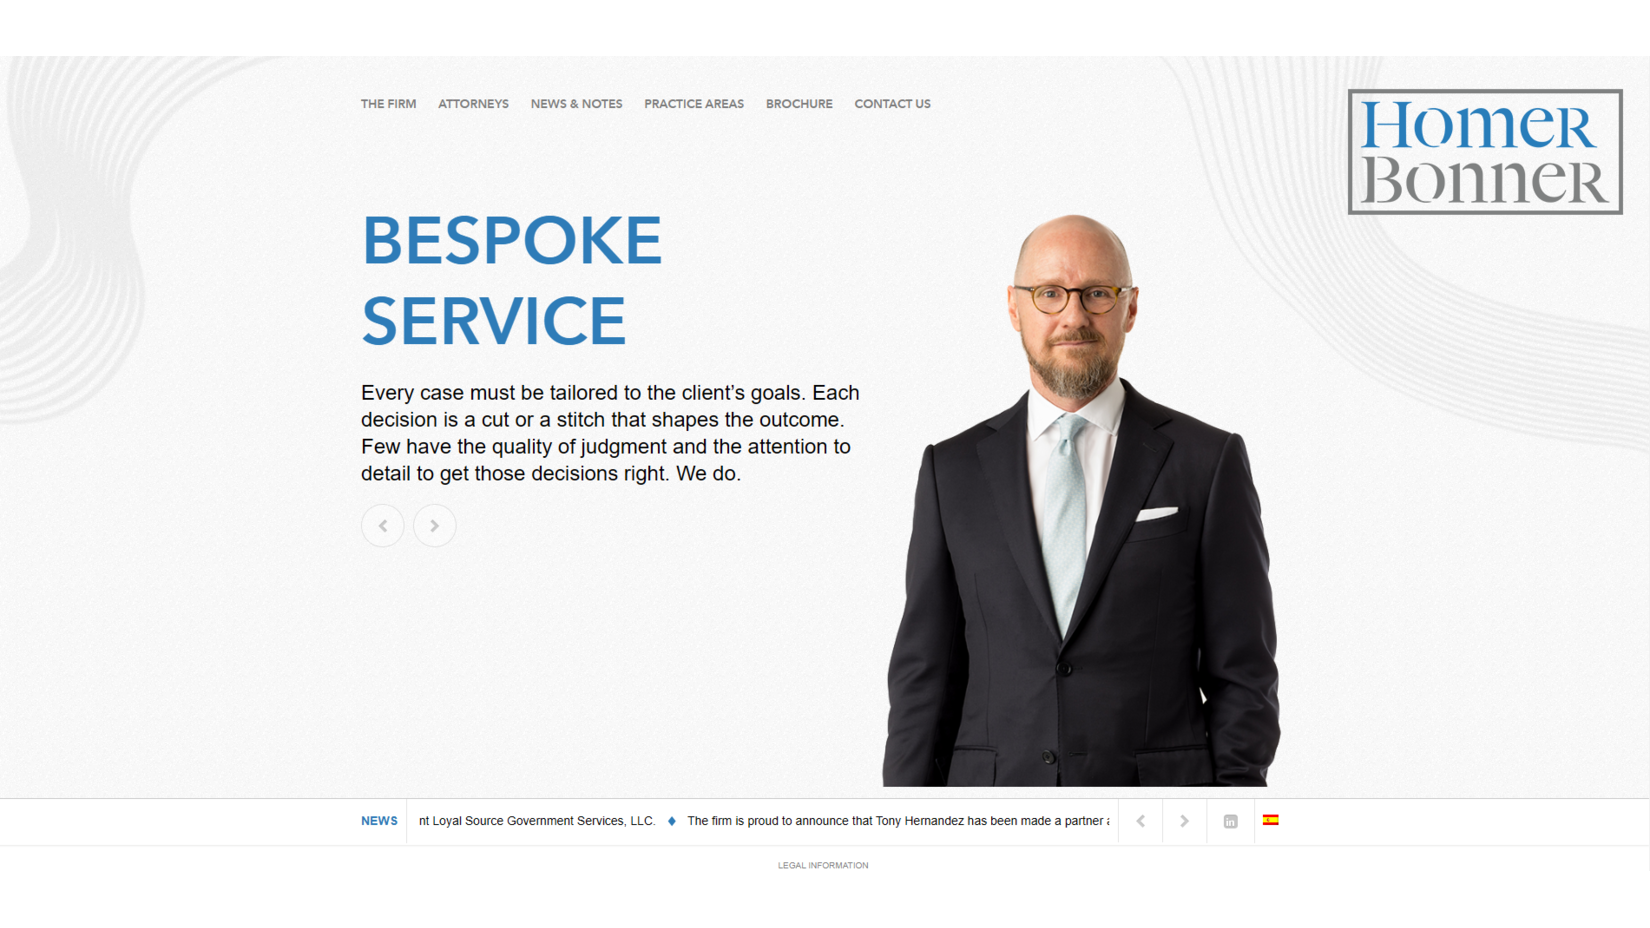 THE FIRM ATTORNEYS NEWS & NOTES PRACTICE AREAS BROCHURE CONTACT US
Homer
Bonner
BESPOKE
SERVICE
Every case must be tailored to the client’s goals. Each
decision is a cut or a stitch that shapes the outcome.
Few have the quality of judgment and the attention to
detail to get those decisions right. We do.
NEWS nt Loyal Source Government Services, LLC. ♦ The firm is proud to announce that Tony Hernandez has been made a partner
in
LEGAL INFORMATION